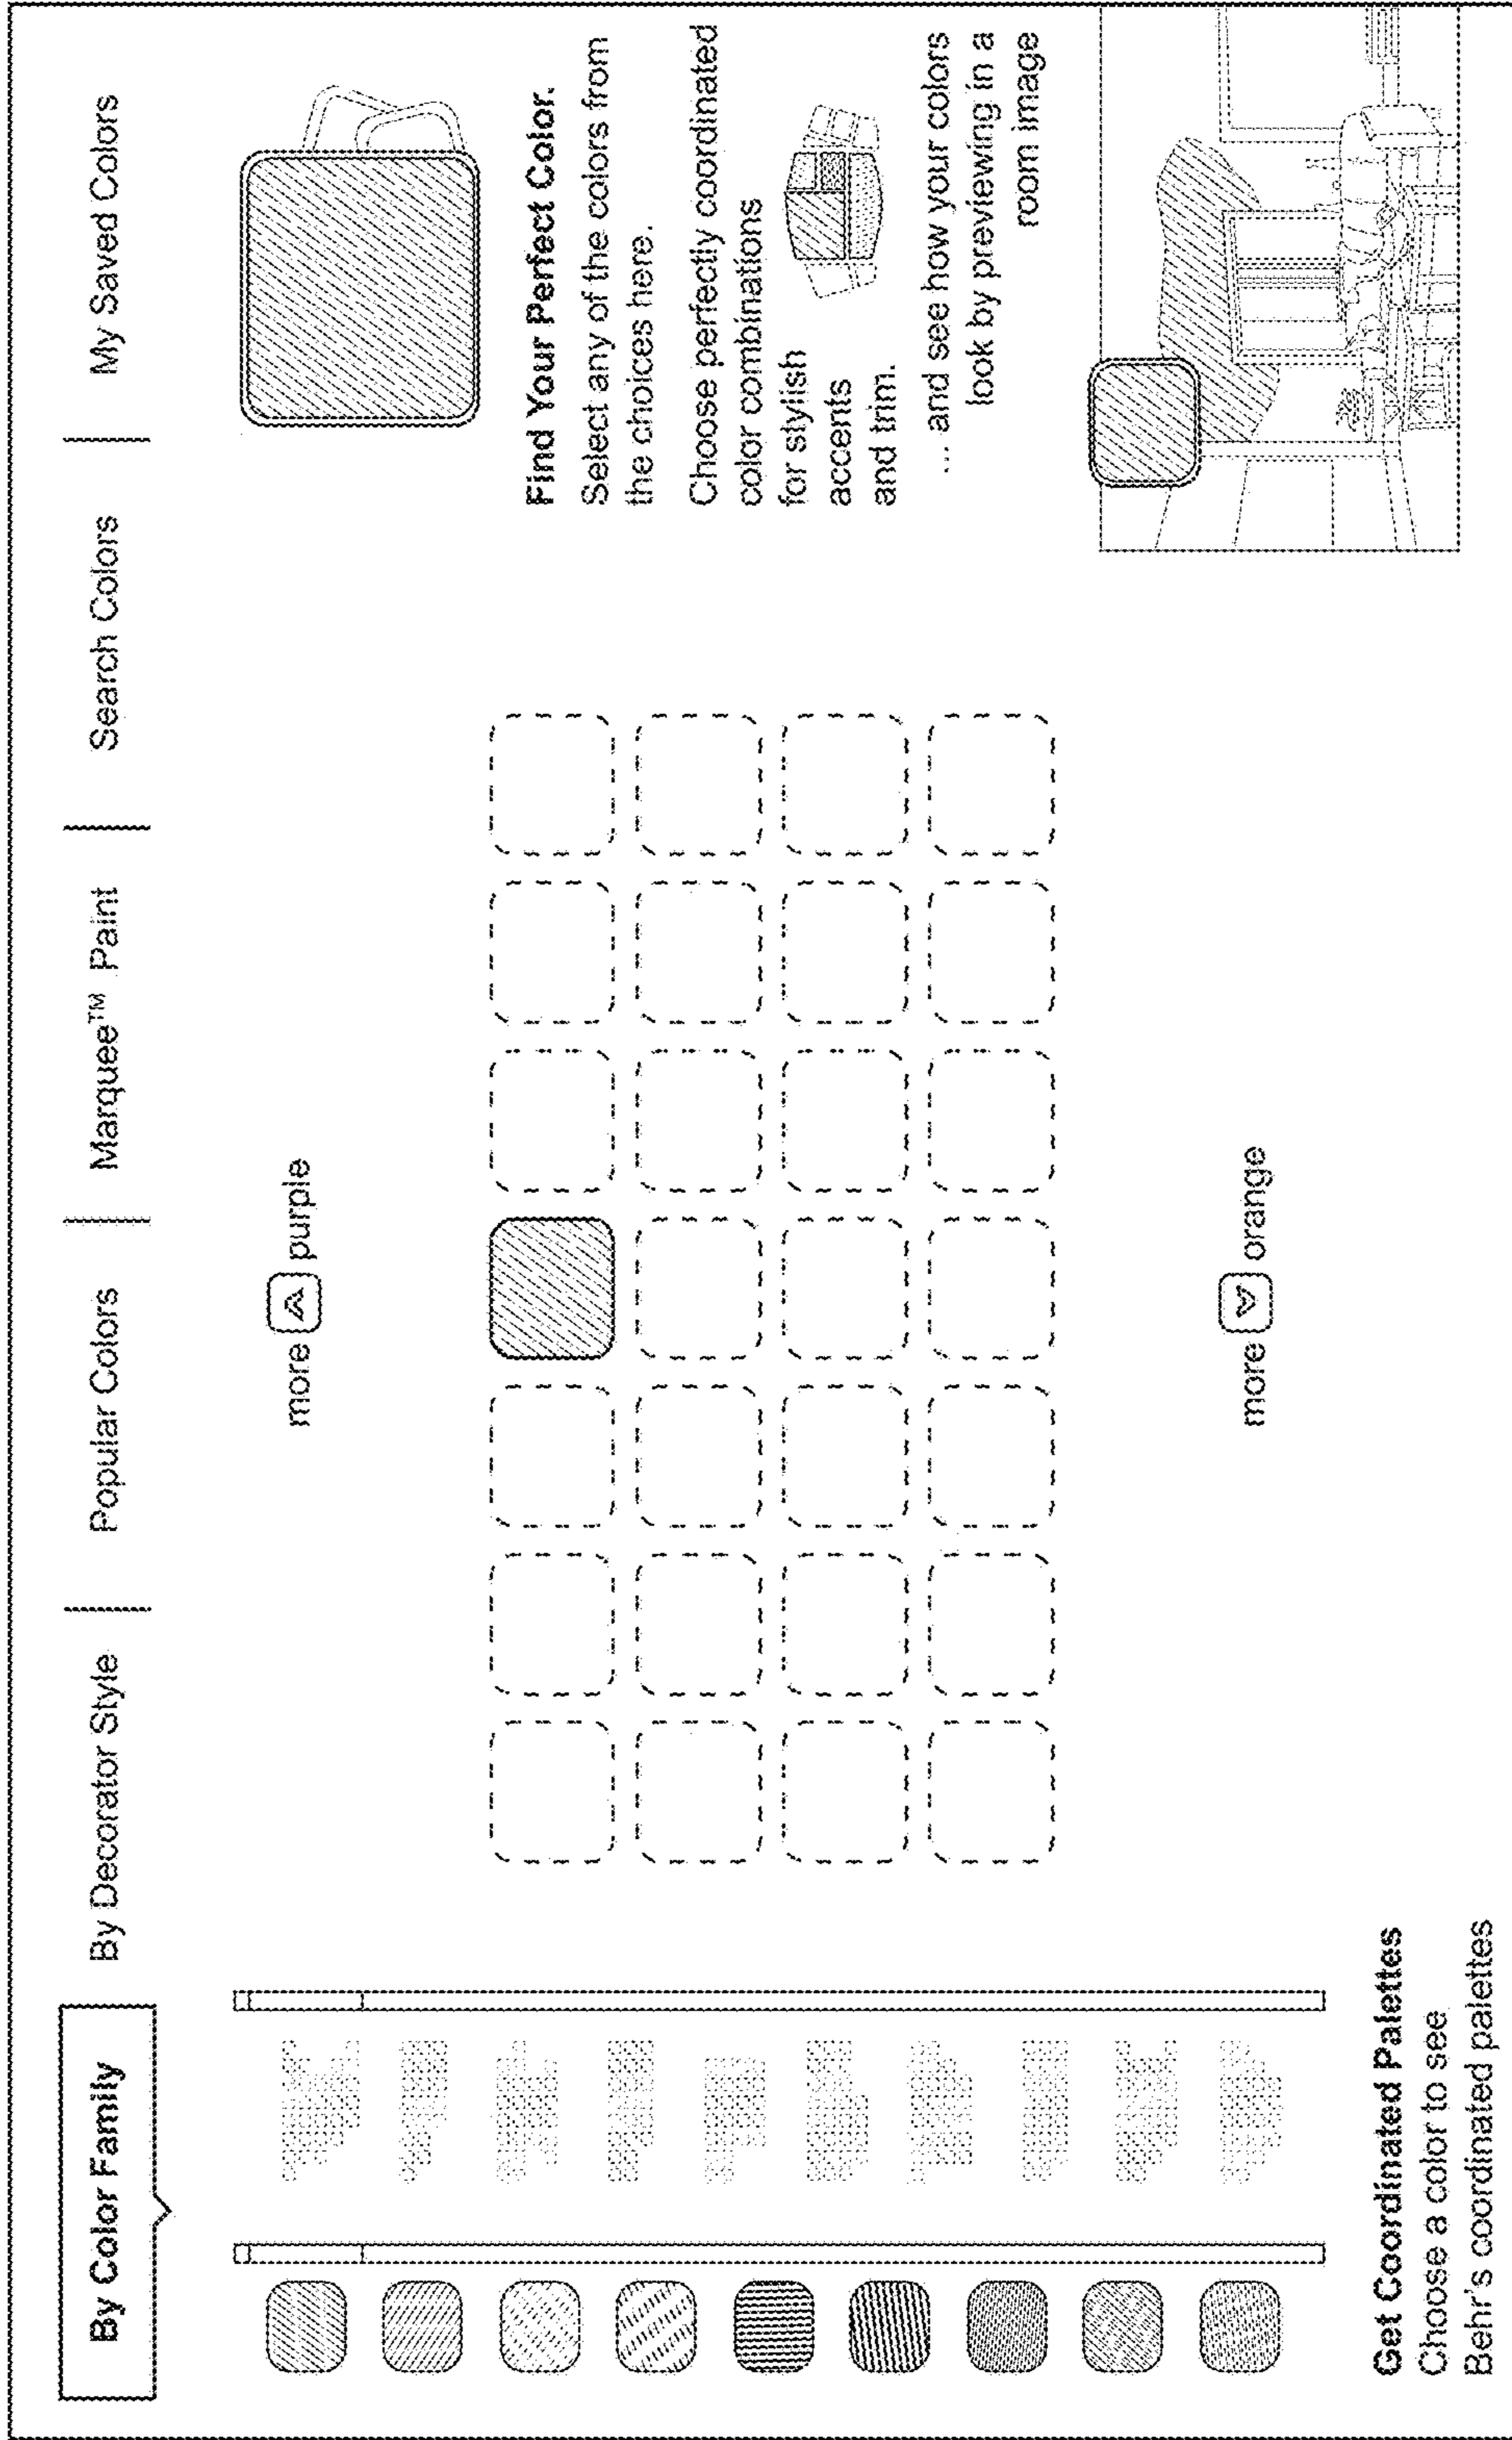 By Color Family
By Decorator Style
Popular Colors
Marquee™ Paint
Search Colors
My Saved Colors
more purple
more orange
Get Coordinated Palettes
Choose a color to see
Behr's coordinated palettes
Find Your Perfect Color.
Select any of the colors from
the choices here.
Choose perfectly coordinated
color combinations
for stylish
accents
and trim.
... and see how your colors
look by previewing in a
room image